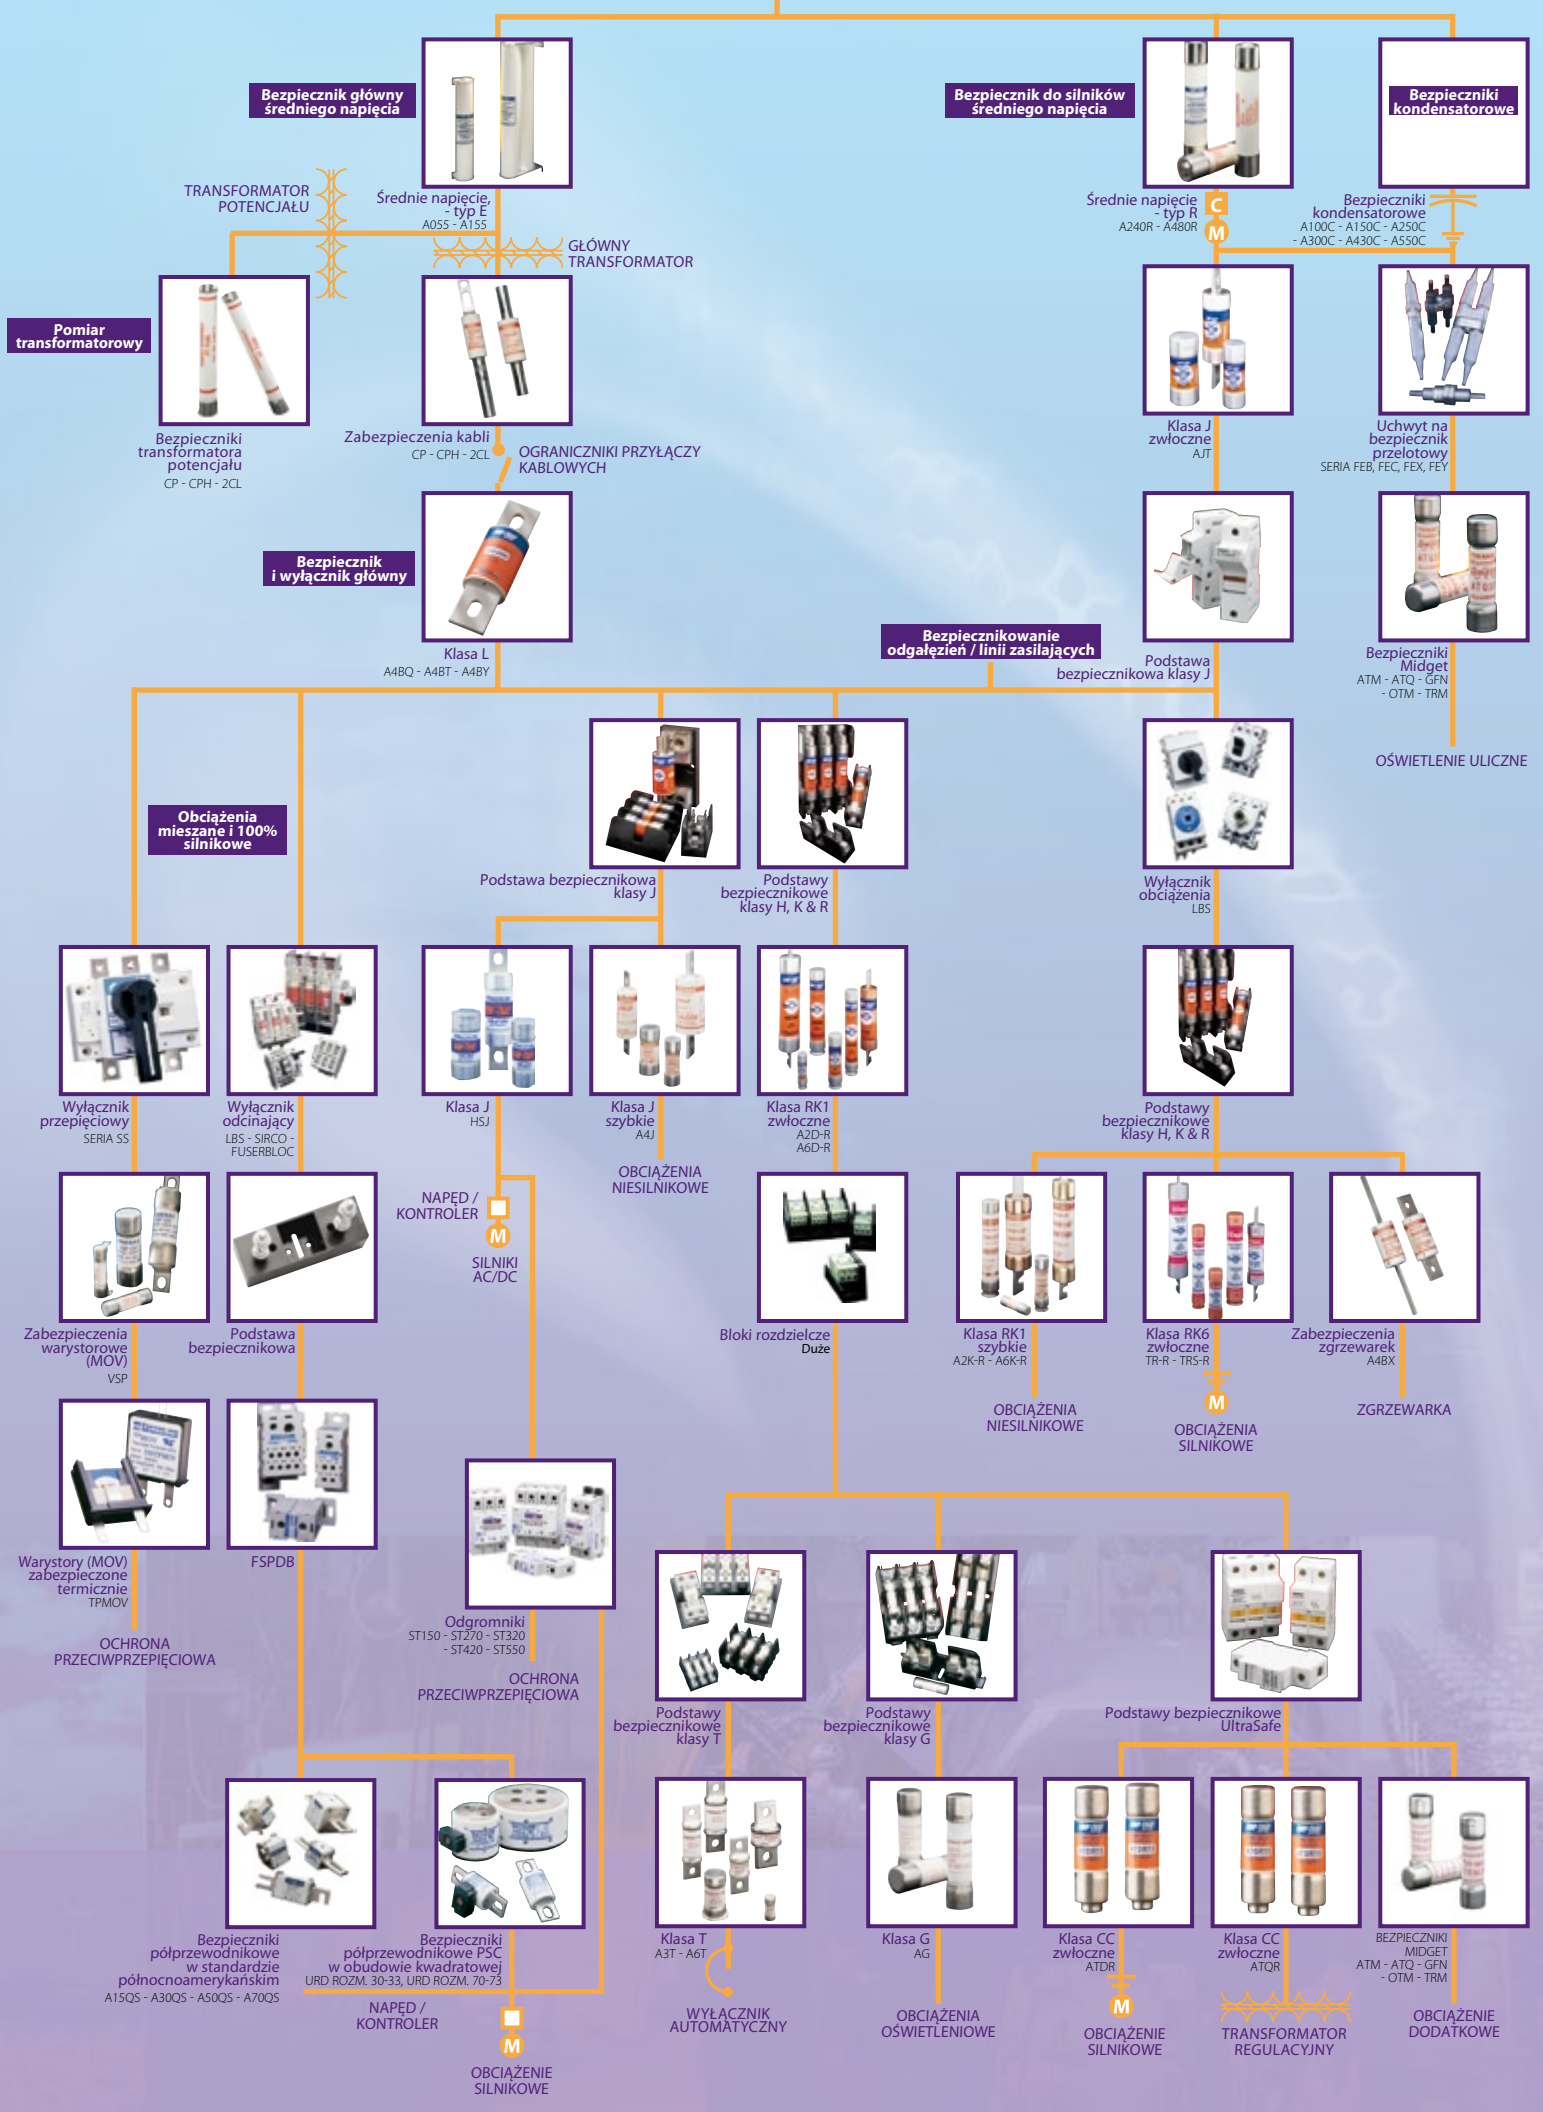 Bezpiecznik główny
średniego napięcia
Bezpiecznik do silników
średniego napięcia
Bezpieczniki
kondensatorowe
TRANSFORMATOR
POTENCJAŁU
Średnie napięcie,
- typ E
A055 - A155
GŁÓWNY
TRANSFORMATOR
Średnie napięcie
- typ R
A240R - A480R
C
M
Bezpieczniki
kondensatorowe
A100C - A150C - A250C
- A300C - A430C - A550C
Pomiar
transformatorowy
Bezpieczniki
transformatora
potencjału
CP - CPH - 2CL
Zabezpieczenia kabli
CP - CPH - 2CL
OGRANICZNIKI PRZYŁĄCZY
KABLOWYCH
Klasa J
zwłoczne
AJT
Uchwyt na
bezpiecznik
przelotowy
SERIA FEB, FEC, FEX, FEY
Bezpiecznik
i wyłącznik główny
Klasa L
A4BQ - A4BT - A4BY
Bezpiecznikowanie
odgałęzień / linii zasilających
Podstawa
bezpiecznikowa klasy J
Bezpieczniki
Midget
ATM - ATQ - GFN
- OTM - TRM
OŚWIETLENIE ULICZNE
Obciążenia
mieszane i 100%
silnikowe
Podstawa bezpiecznikowa
klasy J
Podstawy
bezpiecznikowe
klasy H, K & R
Wyłącznik
obciążenia
LBS
Wyłącznik
przepięciowy
SERIA SS
Wyłącznik
odcinający
LBS - SIRCO -
FUSERBLOC
Klasa J
HSJ
Klasa J
szybkie
A4J
OBCIĄŻENIA
NIESILNIKOWE
Klasa RK1
zwłoczne
A2D-R
A6D-R
Podstawy
bezpiecznikowe
klasy H, K & R
NAPĘD /
KONTROLER
M
SILNIKI
AC/DC
Zabezpieczenia
warystorowe
(MOV)
VSP
Podstawa
bezpiecznikowa
Bloki rozdzielcze
Duże
Klasa RK1
szybkie
A2K-R - A6K-R
OBCIĄŻENIA
NIESILNIKOWE
Klasa RK6
zwłoczne
TR-R - TRS-R
M
OBCIĄŻENIA
SILNIKOWE
Zabezpieczenia
zgrzewarek
A4BX
ZGRZEWARKA
Warystory (MOV)
zabezpieczone
termicznie
TPMOV
OCHRONA
PRZECIWPRZEPIĘCIOWA
FSPDB
Odgromniki
ST150 - ST270 - ST320
- ST420 - ST550
OCHRONA
PRZECIWPRZEPIĘCIOWA
Podstawy
bezpiecznikowe
klasy T
Podstawy
bezpiecznikowe
klasy G
Podstawy bezpiecznikowe
UltraSafe
Bezpieczniki
półprzewodnikowe
w standardzie
północnoamerykańskim
A15QS - A30QS - A50QS - A70QS
Bezpieczniki
półprzewodnikowe PSC
w obudowie kwadratowej
URD ROZM. 30-33, URD ROZM. 70-73
NAPĘD /
KONTROLER
M
OBCIĄŻENIE
SILNIKOWE
Klasa T
A3T - A6T
WYŁĄCZNIK
AUTOMATYCZNY
Klasa G
AG
OBCIĄŻENIA
OŚWIETLENIOWE
Klasa CC
zwłoczne
ATDR
M
OBCIĄŻENIE
SILNIKOWE
Klasa CC
zwłoczne
ATQR
TRANSFORMATOR
REGULACYJNY
BEZPIECZNIKI
MIDGET
ATM - ATQ - GFN
- OTM - TRM
OBCIĄŻENIE
DODATKOWE